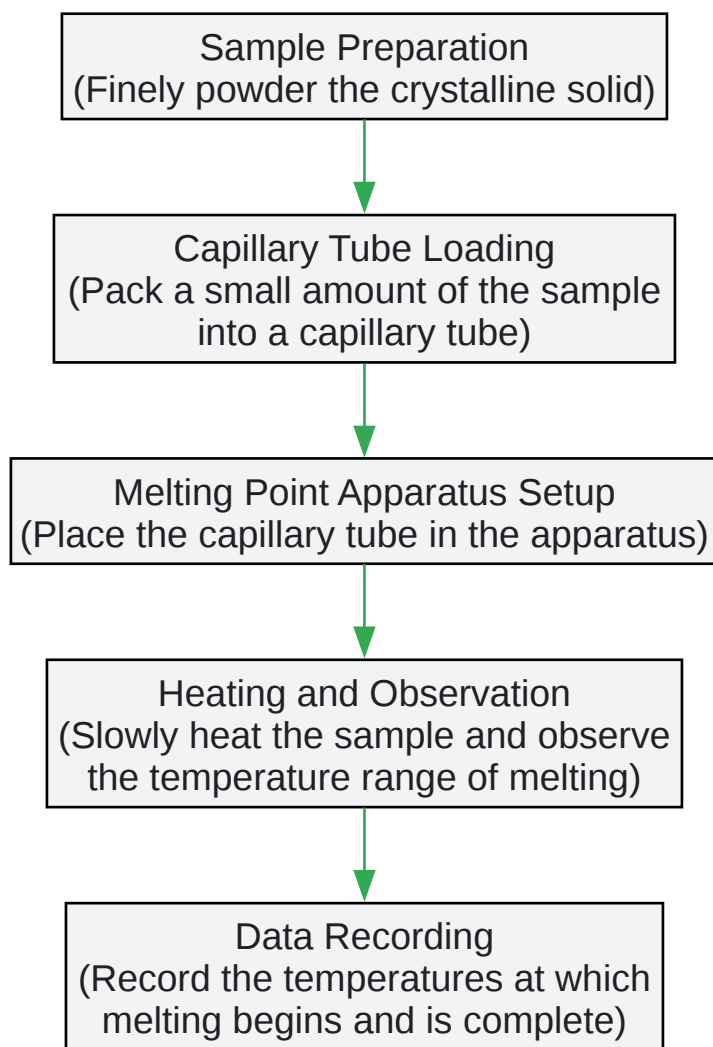 Sample Preparation
(Finely powder the crystalline solid)
Capillary Tube Loading
(Pack a small amount of the sample
into a capillary tube)
Melting Point Apparatus Setup
(Place the capillary tube in the apparatus)
Heating and Observation
(Slowly heat the sample and observe
the temperature range of melting)
Data Recording
(Record the temperatures at which
melting begins and is complete)